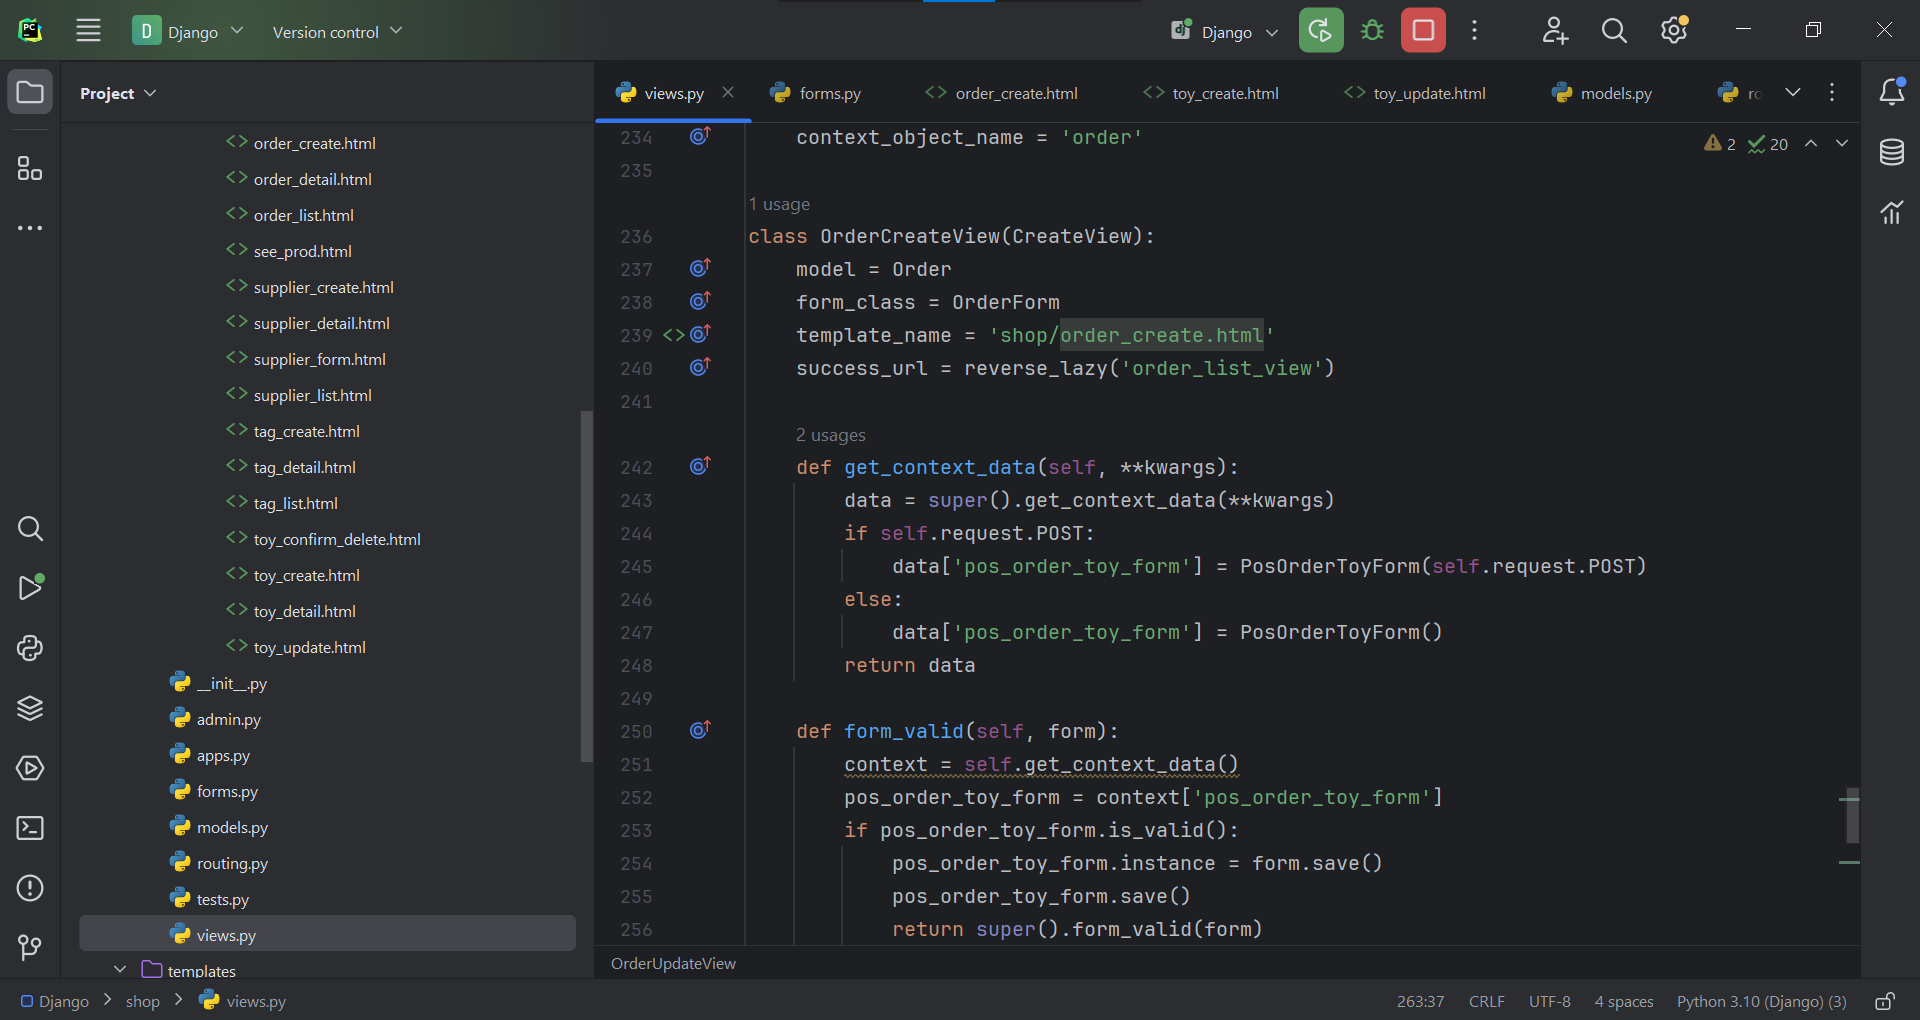 D Django Version control Django
Project
views.py forms.py order_create.html toy_create.html toy_update.html models.py ro
order_create.html
order_detail.html
order_list.html
see_prod.html
supplier_create.html
supplier_detail.html
supplier_form.html
supplier_list.html
tag_create.html
tag_detail.html
tag_list.html
toy_confirm_delete.html
toy_create.html
toy_detail.html
toy_update.html
__init__.py
admin.py
apps.py
forms.py
models.py
routing.py
tests.py
views.py
templates
2 20
234 context_object_name = 'order'
235
1 usage
236 class OrderCreateView(CreateView):
237 model = Order
238 form_class = OrderForm
239 template_name = 'shop/order_create.html'
240 success_url = reverse_lazy('order_list_view')
241
2 usages
242 def get_context_data(self, **kwargs):
243 data = super().get_context_data(**kwargs)
244 if self.request.POST:
245 data['pos_order_toy_form'] = PosOrderToyForm(self.request.POST)
246 else:
247 data['pos_order_toy_form'] = PosOrderToyForm()
248 return data
249
250 def form_valid(self, form):
251 context = self.get_context_data()
252 pos_order_toy_form = context['pos_order_toy_form']
253 if pos_order_toy_form.is_valid():
254 pos_order_toy_form.instance = form.save()
255 pos_order_toy_form.save()
256 return super().form_valid(form)
OrderUpdateView
Django shop views.py
263:37 CRLF UTF-8 4 spaces Python 3.10 (Django) (3)